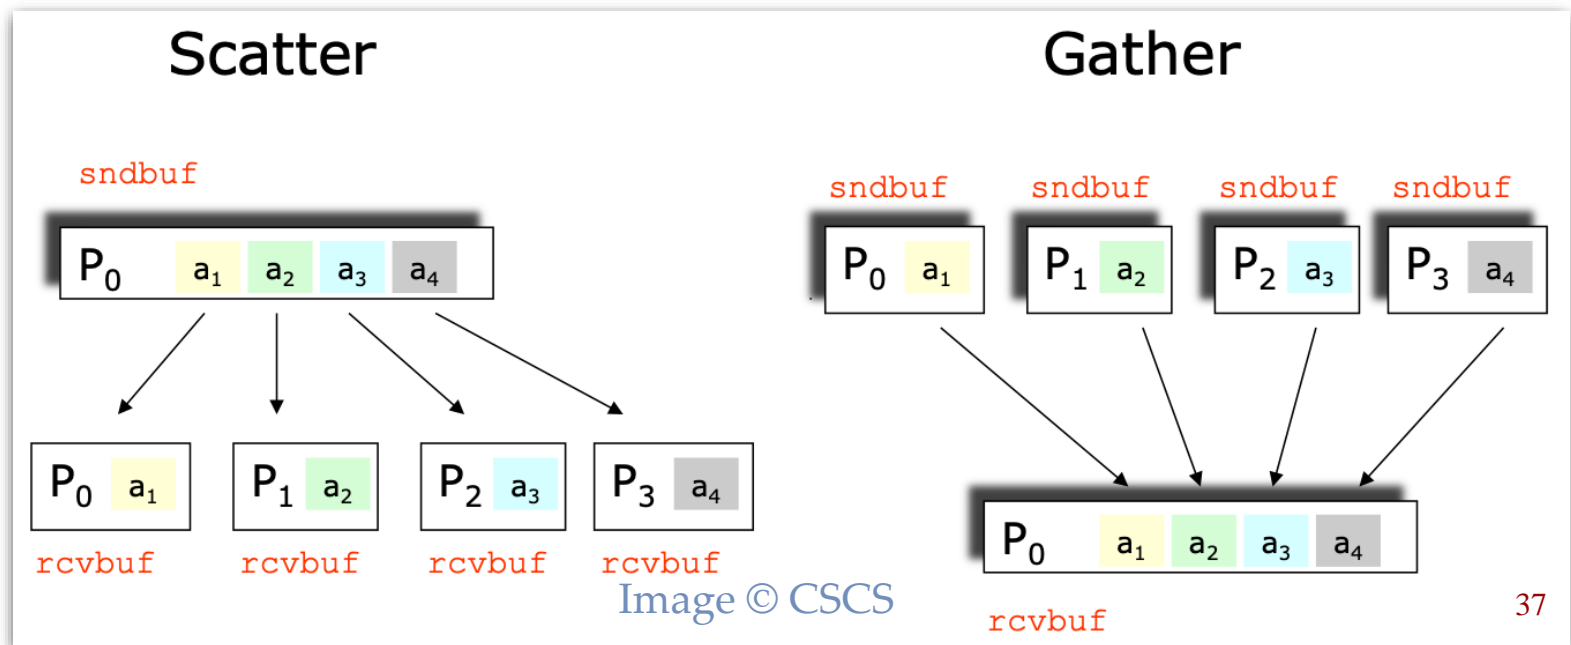 Scatter
sndbuf
P0 a1 a2 a3 a4
P0 a1 P1 a2 P2 a3 P3 a4
rcvbuf rcvbuf rcvbuf rcvbuf
Gather
sndbuf sndbuf sndbuf sndbuf
P0 a1 P1 a2 P2 a3 P3 a4
P0 a1 a2 a3 a4
rcvbuf
Image © CSCS
37